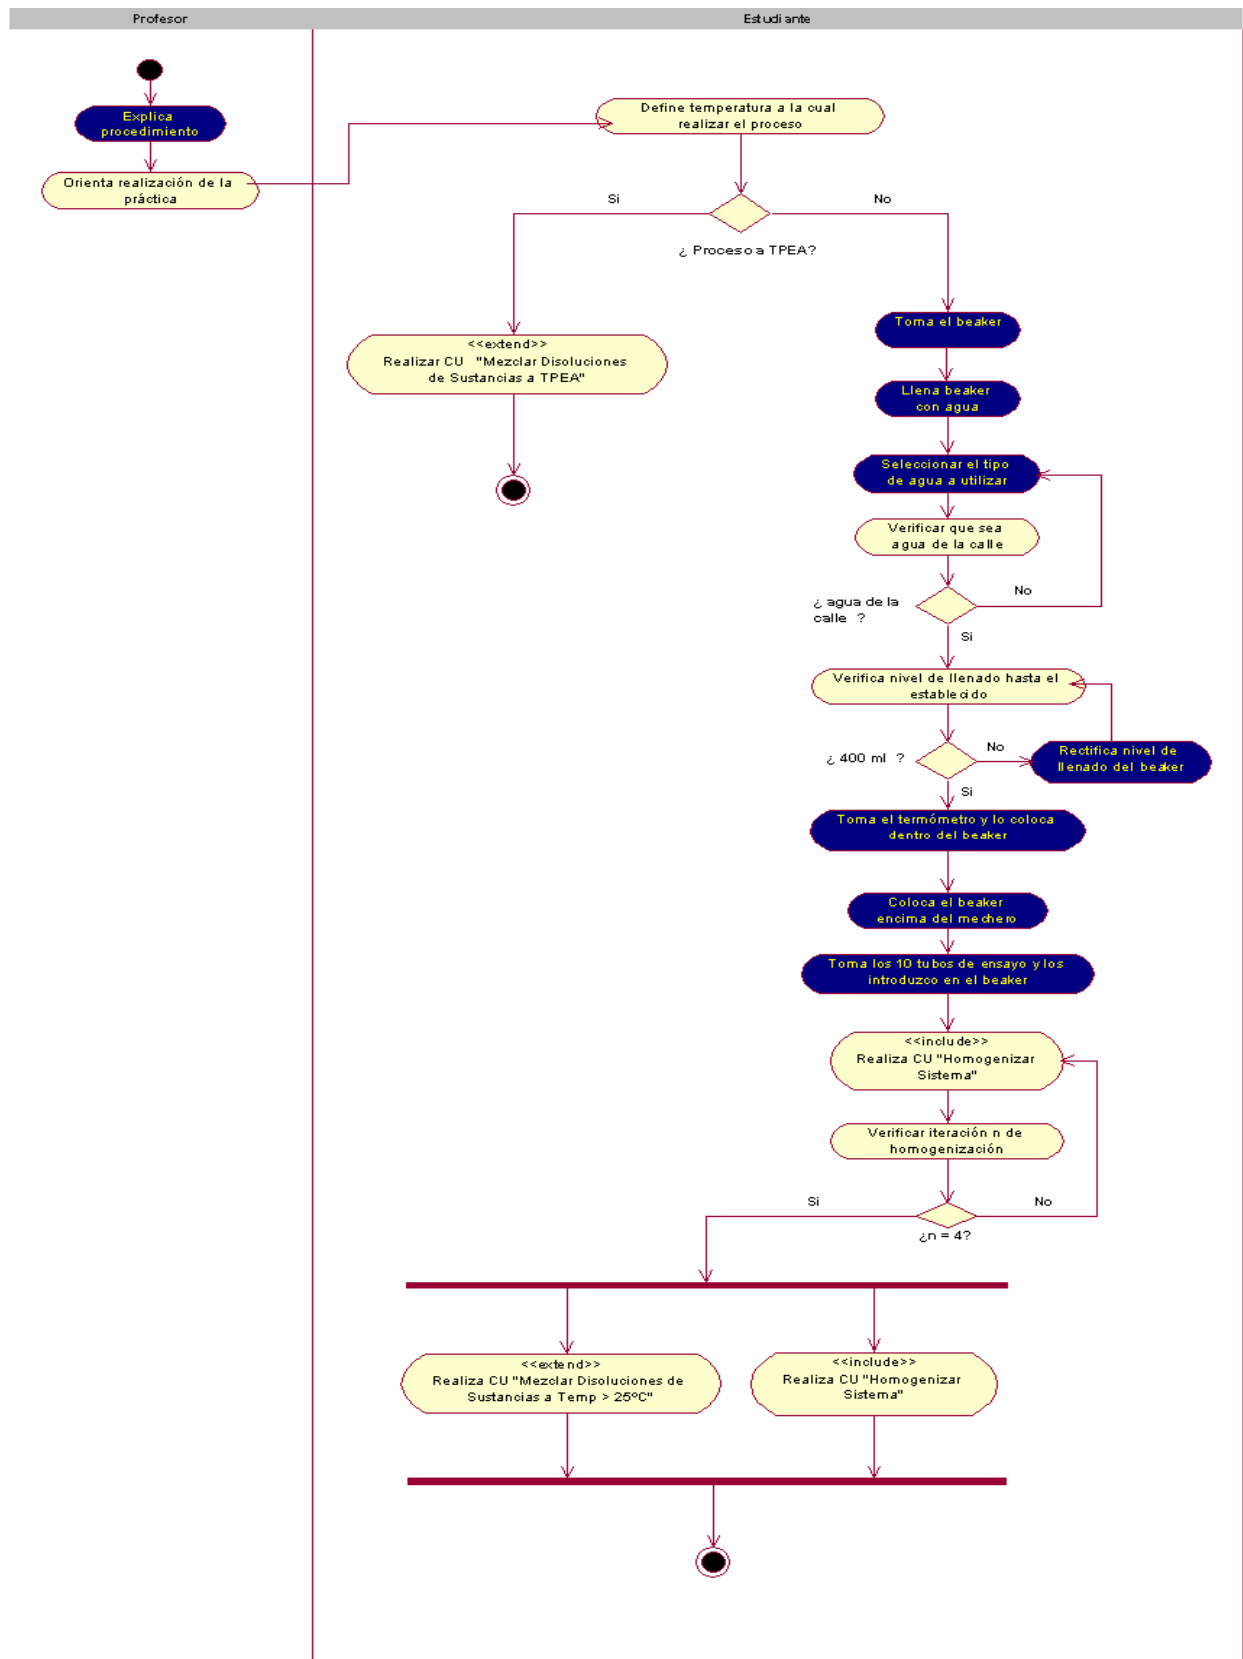 Profesor
Estudiante
Explica
procedimiento
Orienta realización de la
práctica
Define temperatura a la cual
realizar el proceso
Si
No
¿ Proceso a TPEA?
<<extend>>
Realizar CU "Mezclar Disoluciones
de Sustancias a TPEA"
Toma el beaker
Llena beaker
con agua
Seleccionar el tipo
de agua a utilizar
Verificar que sea
agua de la calle
¿ agua de la
calle ?
No
Si
Verifica nivel de llenado hasta el
establecido
¿ 400 ml ?
No
Rectifica nivel de
llenado del beaker
Si
Toma el termómetro y lo coloca
dentro del beaker
Coloca el beaker
encima del mechero
Toma los 10 tubos de ensayo y los
introduzco en el beaker
<<include>>
Realiza CU "Homogenizar
Sistema"
Verificar iteración n de
homogenización
Si
No
¿n = 4?
<<extend>>
Realiza CU "Mezclar Disoluciones de
Sustancias a Temp > 25ºC"
<<include>>
Realiza CU "Homogenizar
Sistema"